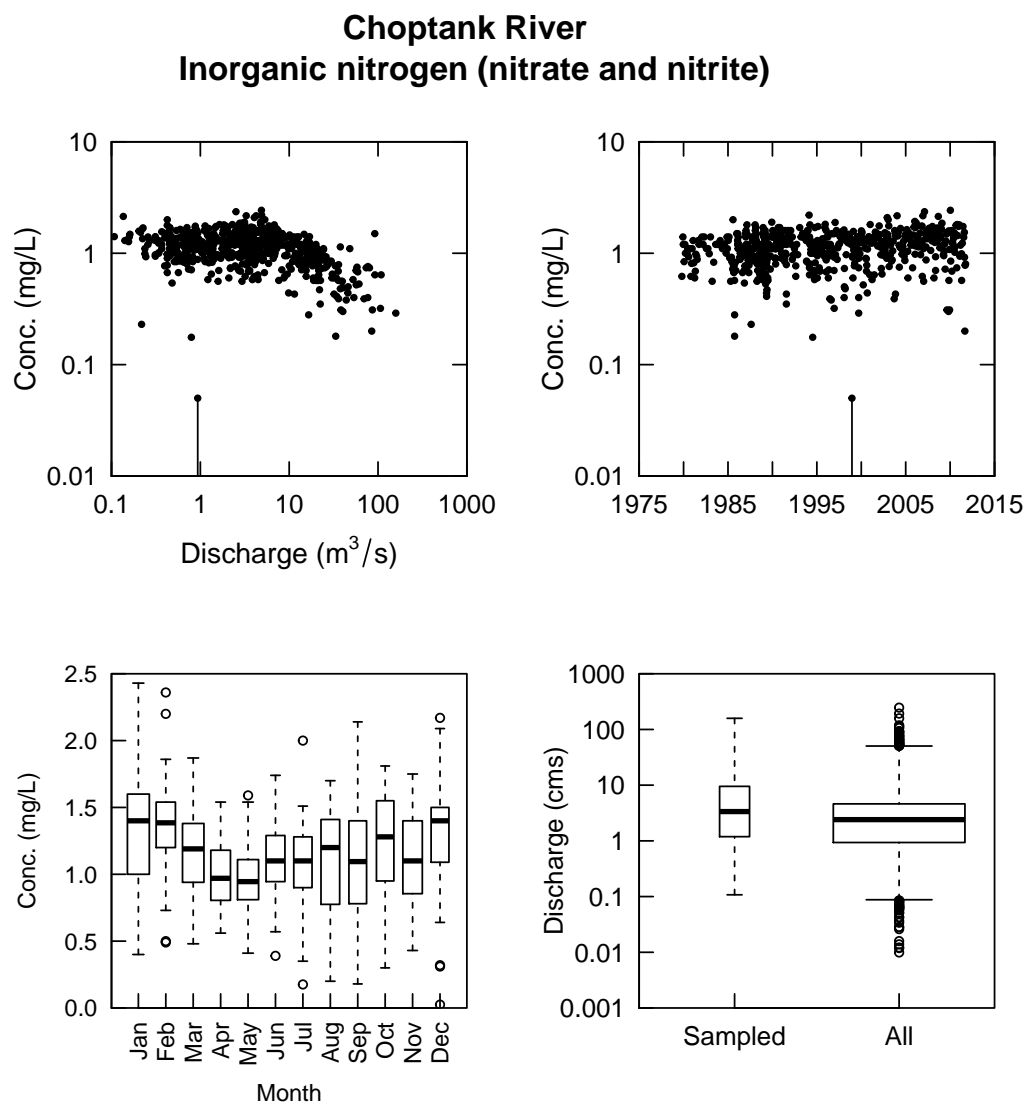 Choptank River
Inorganic nitrogen (nitrate and nitrite)
10
1
0.1
0.01
Conc. (mg/L)
0.1 1 10 100 1000
Discharge (m³/s)
10
1
0.1
0.01
Conc. (mg/L)
1975 1985 1995 2005 2015
2.5
2.0
1.5
1.0
0.5
0.0
Conc. (mg/L)
Jan Feb Mar Apr May Jun Jul Aug Sep Oct Nov Dec
Month
1000
100
10
1
0.1
0.01
0.001
Discharge (cms)
Sampled All